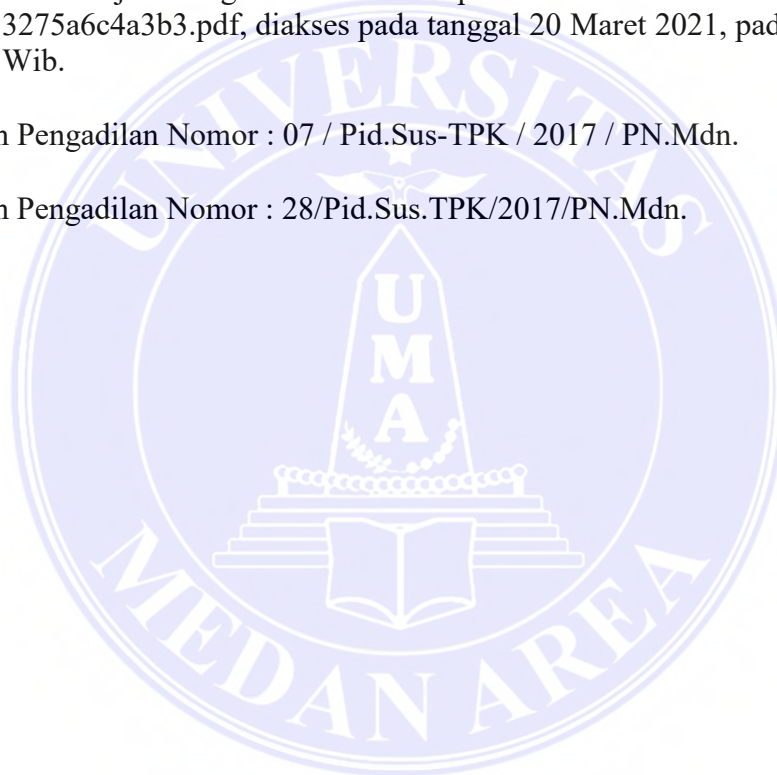 3275a6c4a3b3.pdf, diakses pada tanggal 20 Maret 2021, pad
Wib.
n Pengadilan Nomor : 07 / Pid.Sus-TPK / 2017 / PN.Mdn.
n Pengadilan Nomor : 28/Pid.Sus.TPK/2017/PN.Mdn.
UNIVERSITAS
U
M
A
MEDAN AREA